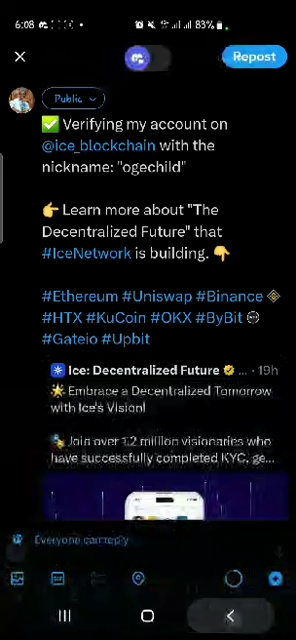 6:08
83%
Repost
Public
✅ Verifying my account on
@ice_blockchain with the
nickname: "ogechild"
👉 Learn more about "The
Decentralized Future" that
#IceNetwork is building. 👇
#Ethereum #Uniswap #Binance
#HTX #KuCoin #OKX #ByBit
#Gateio #Upbit
Ice: Decentralized Future ... · 19h
🌟 Embrace a Decentralized Tomorrow
with Ice's Vision!
Join over 1.2 million visionaries who
have successfully completed KYC, ge...
Everyone can reply
GIF